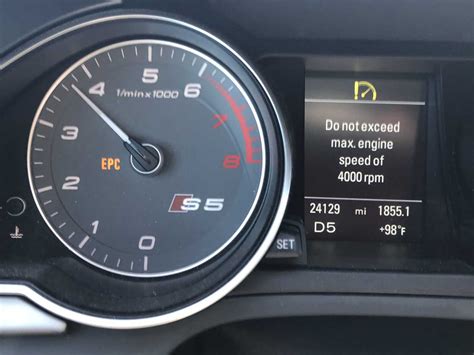 0
1
2
3
4
5
6
7
8
1/min x 1000
EPC
S5
Do not exceed
max. engine
speed of
4000 rpm
24129 mi 1855.1
D5 +98°F
SET